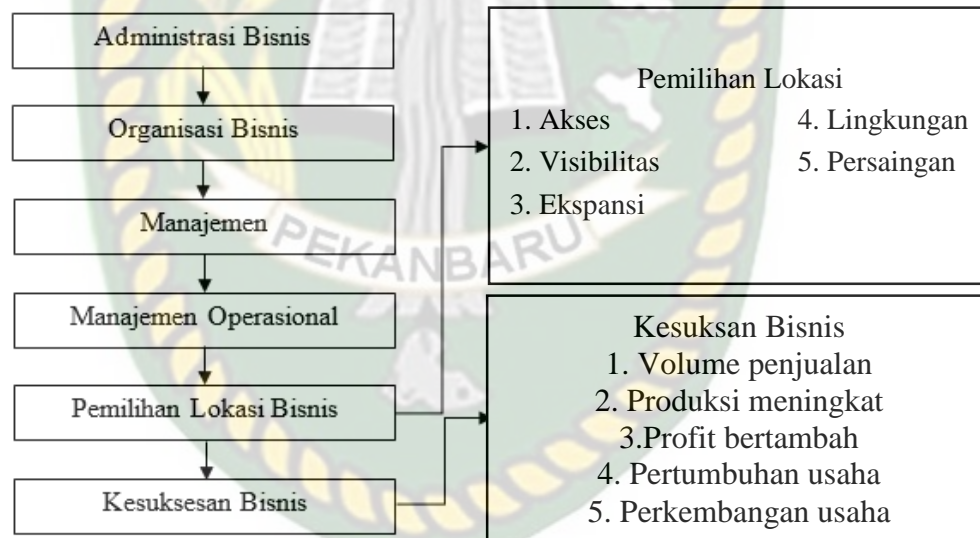 Administrasi Bisnis
Organisasi Bisnis
Manajemen
Manajemen Operasional
Pemilihan Lokasi Bisnis
Kesuksesan Bisnis
Pemilihan Lokasi
1. Akses
2. Visibilitas
3. Ekspansi
4. Lingkungan
5. Persaingan
Kesuksan Bisnis
1. Volume penjualan
2. Produksi meningkat
3.Profit bertambah
4. Pertumbuhan usaha
5. Perkembangan usaha
PEKANBARU